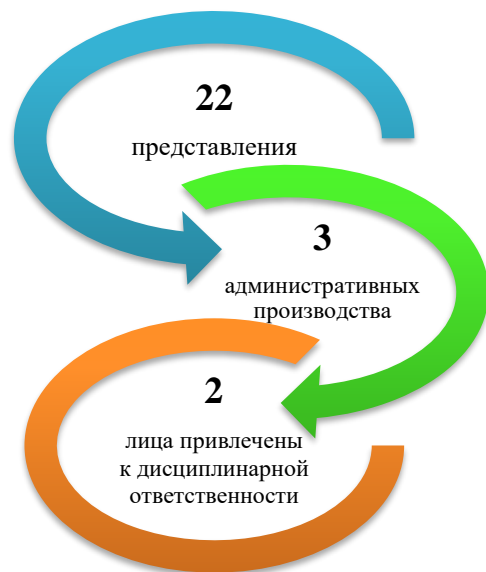 22
представления
3
административных
производства
2
лица привлечены
к дисциплинарной
ответственности